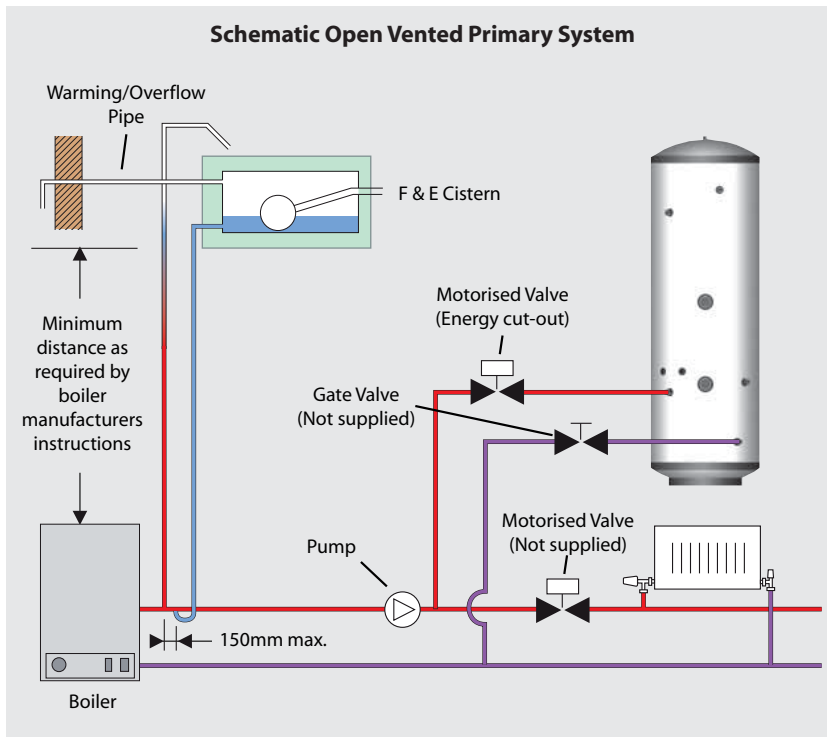 Schematic Open Vented Primary System
Warming/Overflow
Pipe
F & E Cistern
Minimum
distance as
required by
boiler
manufacturers
instructions
Motorised Valve
(Energy cut-out)
Gate Valve
(Not supplied)
Motorised Valve
(Not supplied)
Pump
150mm max.
Boiler